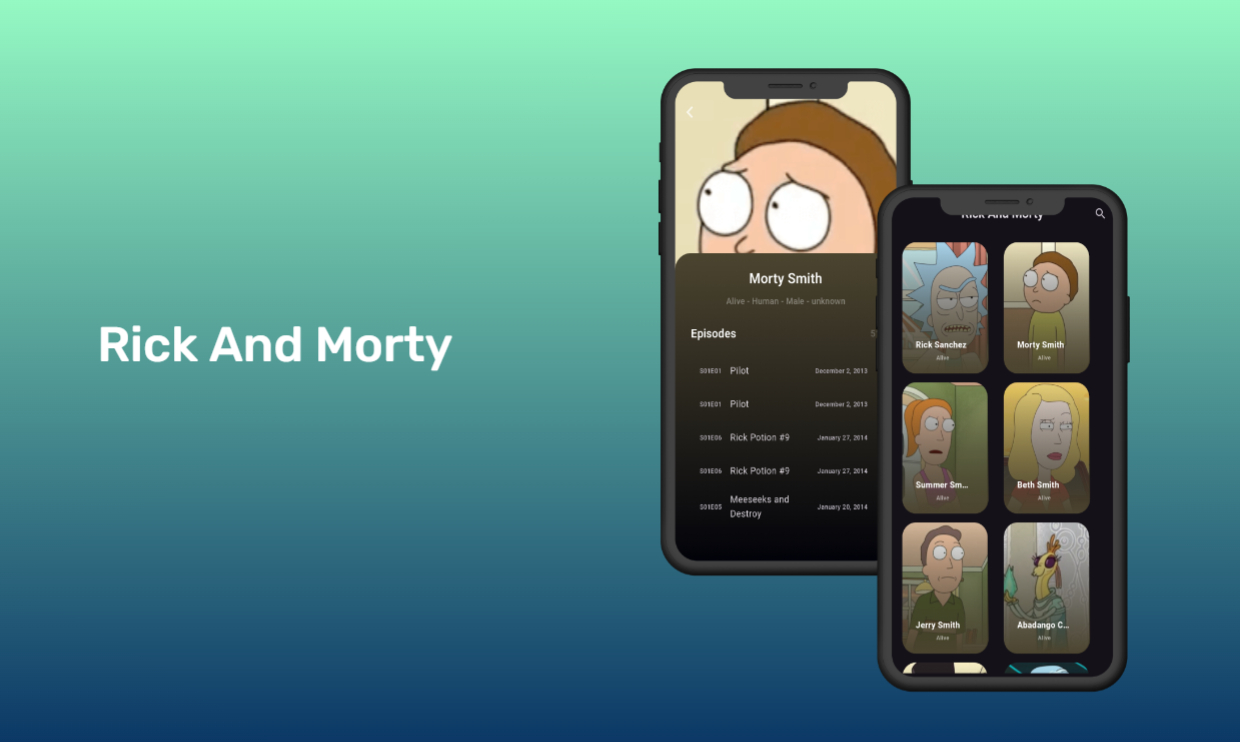 Rick And Morty
Morty Smith
Alive - Human - Male - unknown
Episodes
S01E01 Pilot December 2, 2013
S01E01 Pilot December 2, 2013
S01E06 Rick Potion #9 January 27, 2014
S01E06 Rick Potion #9 January 27, 2014
S01E05 Meeseeks and Destroy January 20, 2014
Rick And Morty
Rick Sanchez
Alive
Morty Smith
Alive
Summer Sm...
Alive
Beth Smith
Alive
Jerry Smith
Alive
Abadango C...
Alive